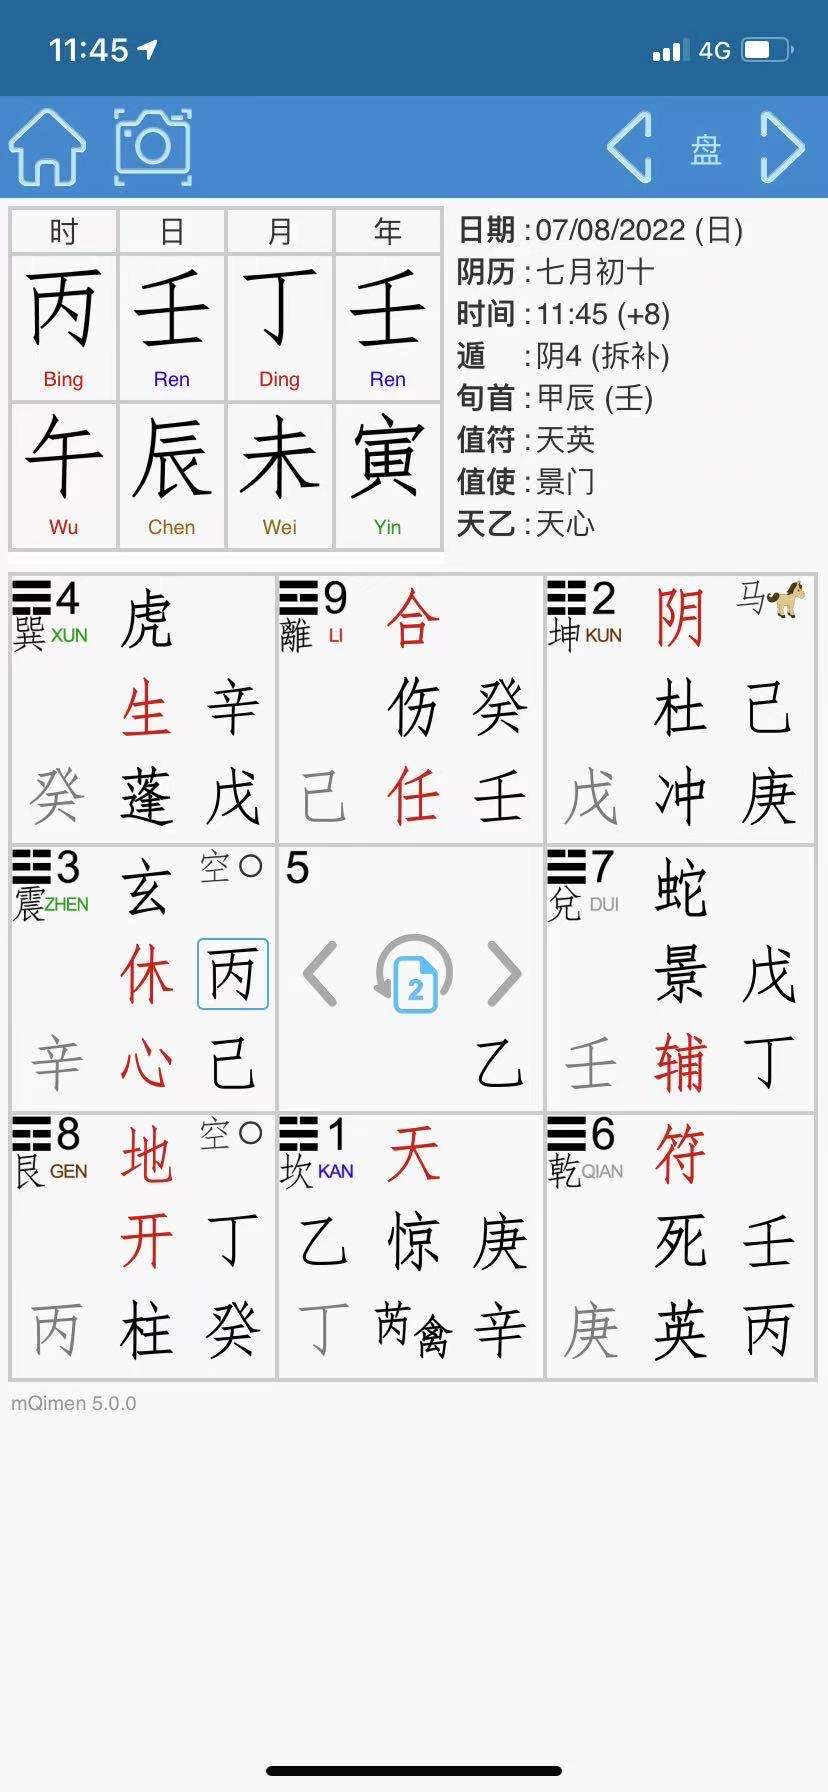 11:45 4G
盘
时 日 月 年
丙 壬 丁 壬
Bing Ren Ding Ren
午 辰 未 寅
Wu Chen Wei Yin
日期 :07/08/2022 (日)
阴历 :七月初十
时间 :11:45 (+8)
遁 :阴4 (拆补)
旬首 :甲辰 (壬)
值符 :天英
值使 :景门
天乙 :天心
4 虎
巽 XUN
生 辛
癸 蓬 戊
9 合
離 LI
伤 癸
己 任 壬
2 阴 马
坤 KUN
杜 己
戊 冲 庚
3 玄 空
震 ZHEN
休 丙
辛 心 己
5
2
乙
7 蛇
兌 DUI
景 戊
壬 辅 丁
8 地 空
艮 GEN
开 丁
丙 柱 癸
1 天
坎 KAN
乙 惊 庚
丁 芮禽 辛
6 符
乾 QIAN
死 壬
庚 英 丙
mQimen 5.0.0